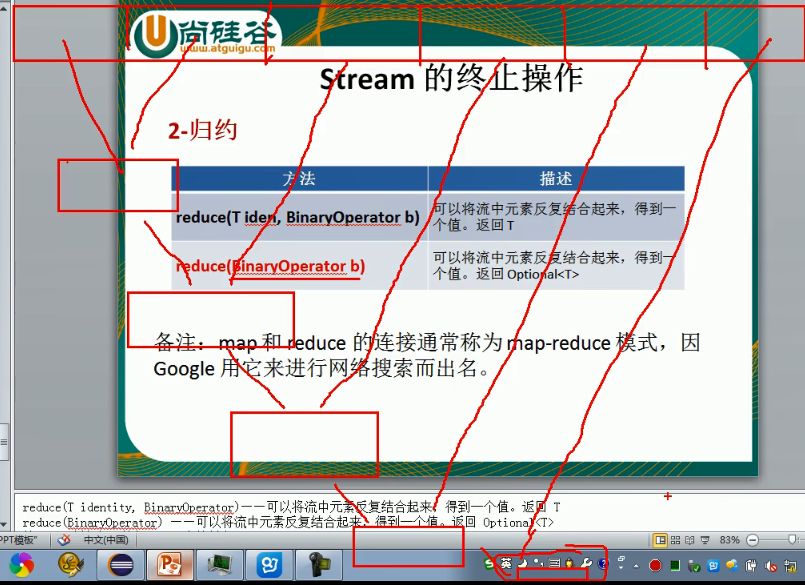 尚硅谷
www.atguigu.com
Stream 的终止操作
2-归约
方法 描述
reduce(T iden, BinaryOperator b) 可以将流中元素反复结合起来，得到一
个值。返回 T
reduce(BinaryOperator b) 可以将流中元素反复结合起来，得到一
个值。返回 Optional<T>
备注：map 和 reduce 的连接通常称为 map-reduce 模式，因
Google 用它来进行网络搜索而出名。
reduce(T identity, BinaryOperator)——可以将流中元素反复结合起来，得到一个值。返回 T
reduce(BinaryOperator) ——可以将流中元素反复结合起来，得到一个值。返回 Optional<T>
PT模板" 中文(中国) 83%
英